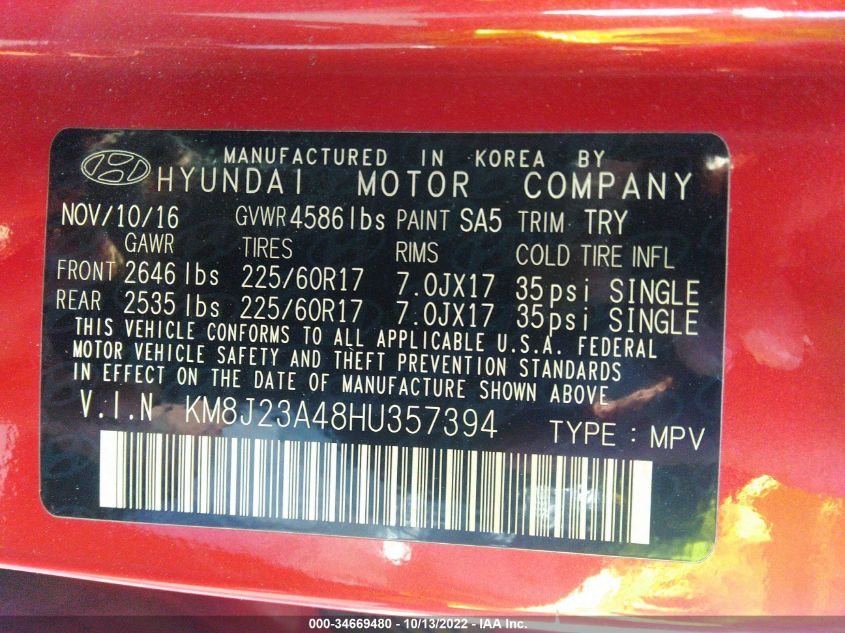 MANUFACTURED IN KOREA BY
HYUNDAI MOTOR COMPANY
NOV/10/16 GVWR 4586lbs PAINT SA5 TRIM TRY
GAWR TIRES RIMS COLD TIRE INFL
FRONT 2646 lbs 225/60R17 7.0JX17 35psi SINGLE
REAR 2535 lbs 225/60R17 7.0JX17 35psi SINGLE
THIS VEHICLE CONFORMS TO ALL APPLICABLE U.S.A. FEDERAL
MOTOR VEHICLE SAFETY AND THEFT PREVENTION STANDARDS
IN EFFECT ON THE DATE OF MANUFACTURE SHOWN ABOVE
V.I.N KM8J23A48HU357394 TYPE : MPV
000-34669480 - 10/13/2022 - IAA Inc.